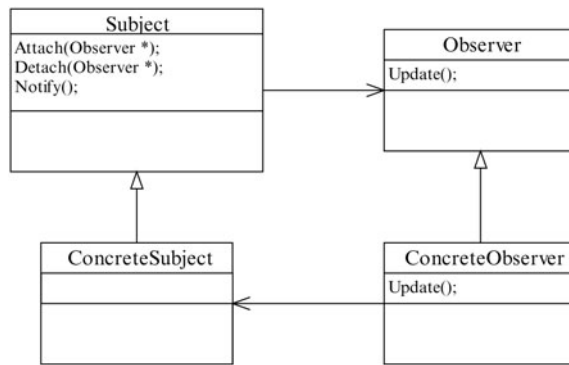 Subject
Attach(Observer *);
Detach(Observer *);
Notify();
Observer
Update();
ConcreteSubject
ConcreteObserver
Update();